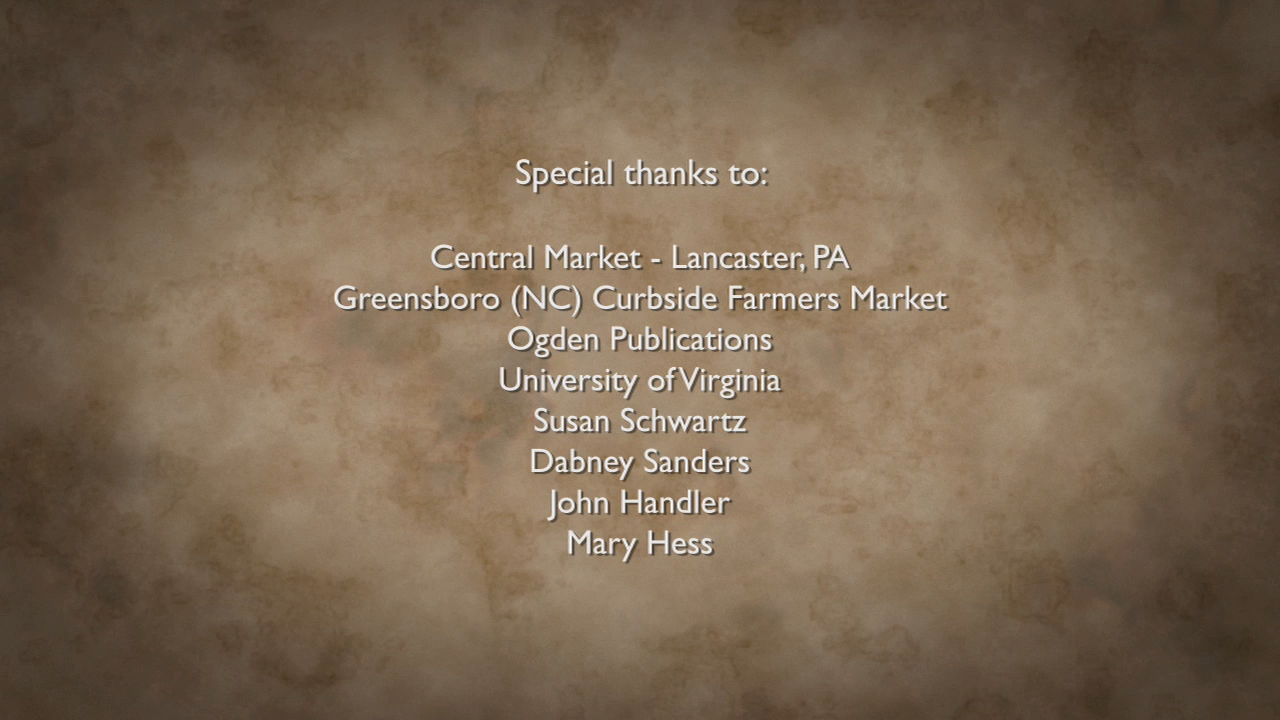 Special thanks to:
Central Market - Lancaster, PA
Greensboro (NC) Curbside Farmers Market
Ogden Publications
University of Virginia
Susan Schwartz
Dabney Sanders
John Handler
Mary Hess